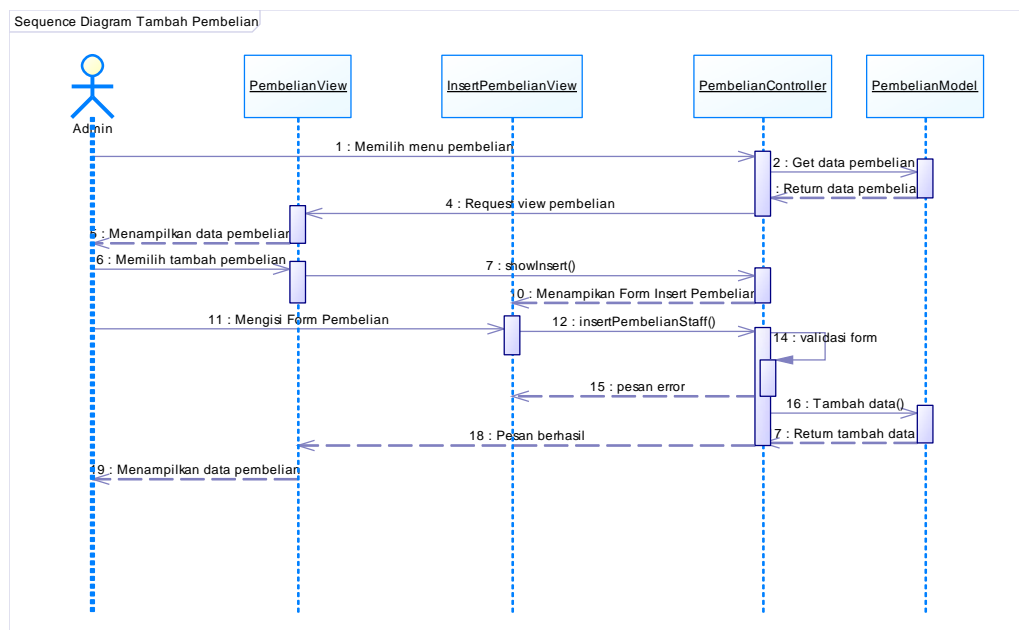 Sequence Diagram Tambah Pembelian
PembelianView
InsertPembelianView
PembelianController
PembelianModel
Admin
1 : Memilih menu pembelian
2 : Get data pembelian
: Return data pembelia
4 : Request view pembelian
5 : Menampilkan data pembelian
6 : Memilih tambah pembelian
7 : showInsert()
0 : Menampikan Form Insert Pembelian
11 : Mengisi Form Pembelian
12 : insertPembelianStaff()
14 : validasi form
15 : pesan error
16 : Tambah data()
7 : Return tambah data
18 : Pesan berhasil
19 : Menampilkan data pembelian